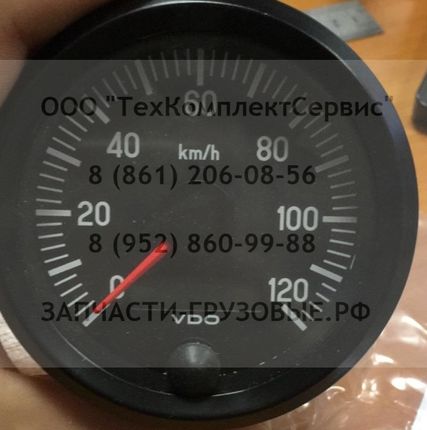 ООО "ТехКомплектСервис"
60
40 km/h 80
8 (861) 206-08-56
20 100
8 (952) 860-99-88
0 120
ЗАПЧАСТИ-ГРУЗОВЫЕ.РФ
VDO